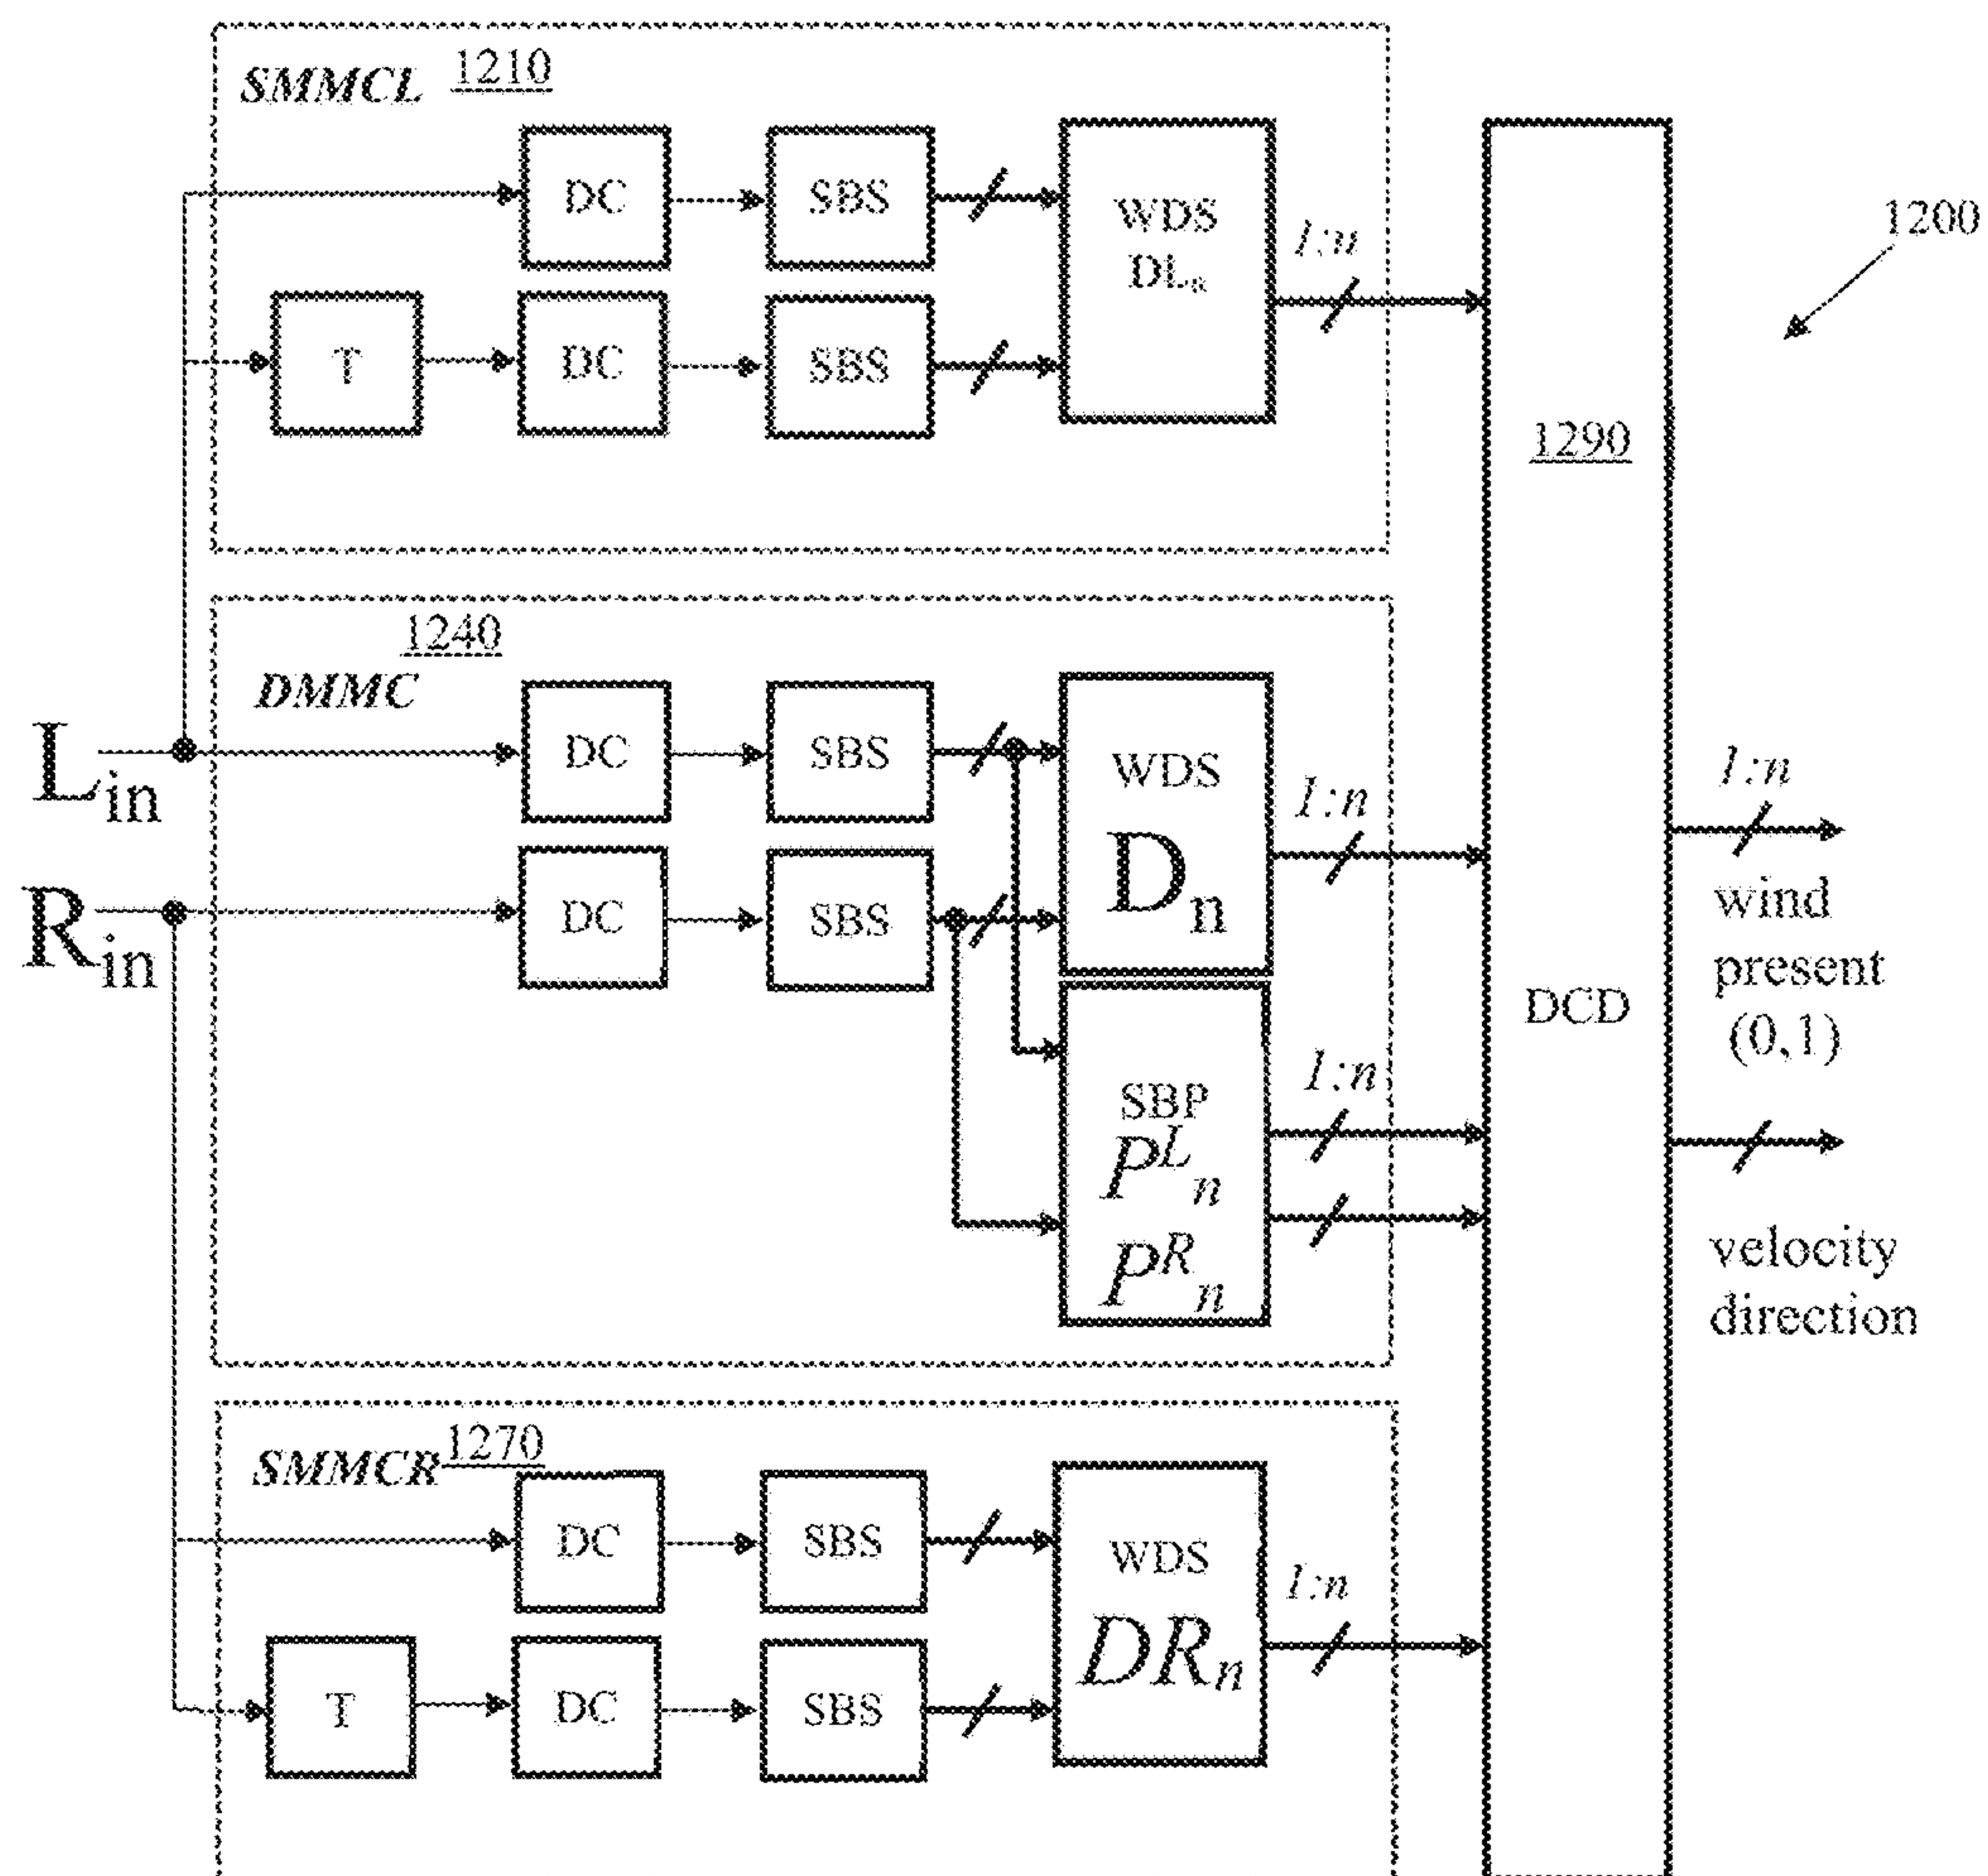 SMMCL 1210
DC SBS WDS
DLn
1:n
T DC SBS
1200
1290
1240
DMMC
Lin
DC SBS WDS
Dn
1:n
1:n
Rin
DC SBS
wind
present
(0,1)
DCD
SBP
PLn
PRn
1:n
velocity
direction
SMMCR 1270
DC SBS WDS
DRn
1:n
T DC SBS